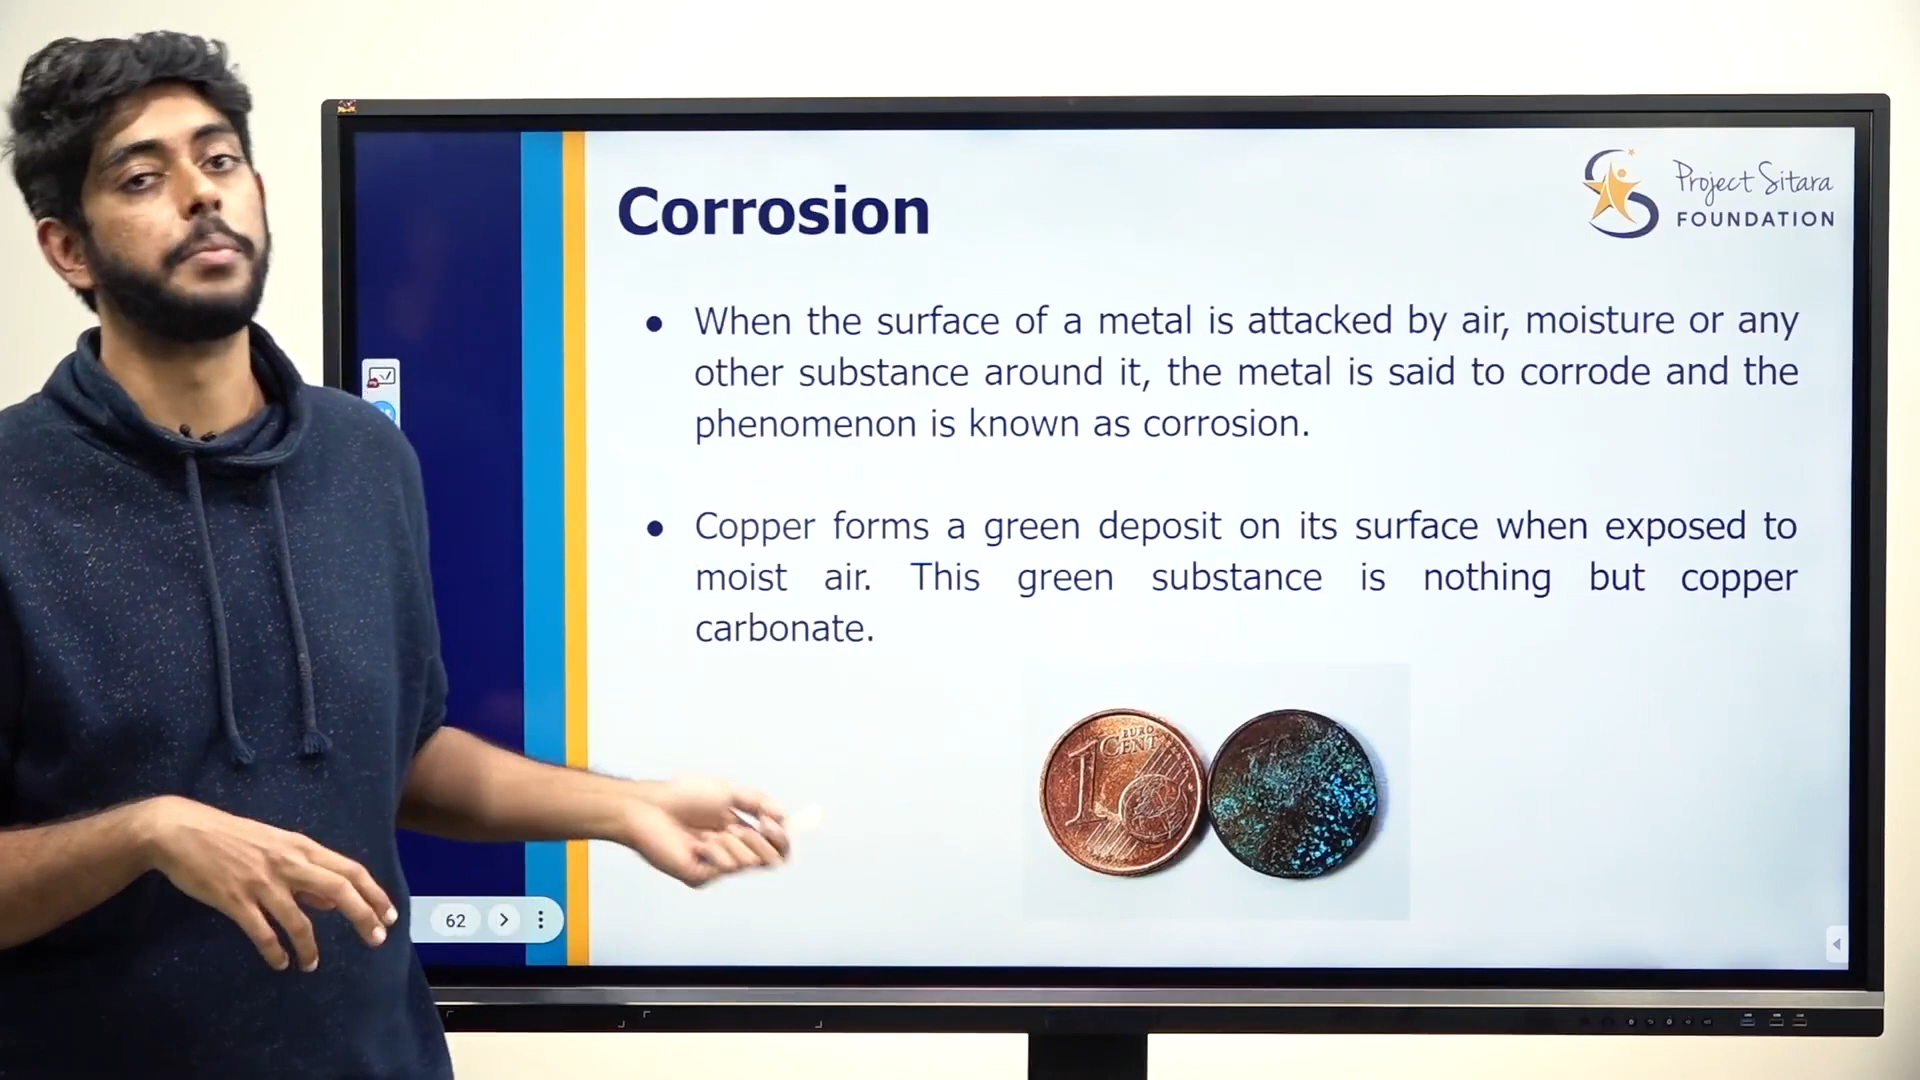 Project Sitara
FOUNDATION
Corrosion
● When the surface of a metal is attacked by air, moisture or any
other substance around it, the metal is said to corrode and the
phenomenon is known as corrosion.
● Copper forms a green deposit on its surface when exposed to
moist air. This green substance is nothing but copper
carbonate.
1 EURO
CENT
62